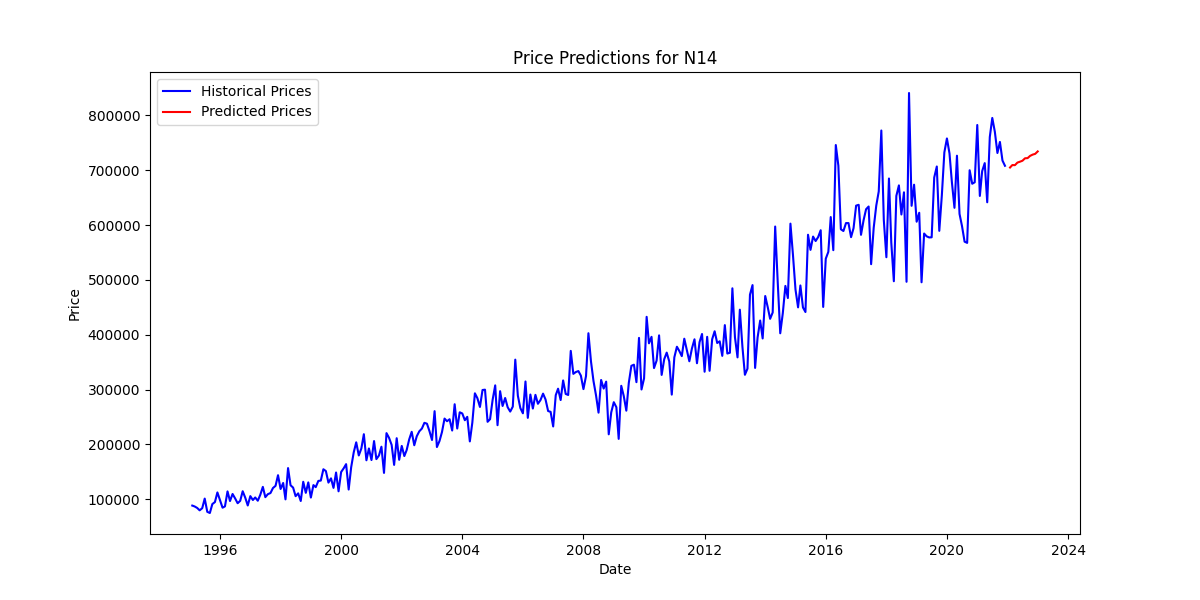 Price Predictions for N14
Historical Prices
Predicted Prices
800000
700000
600000
500000
400000
300000
200000
100000
Price
1996 2000 2004 2008 2012 2016 2020 2024
Date